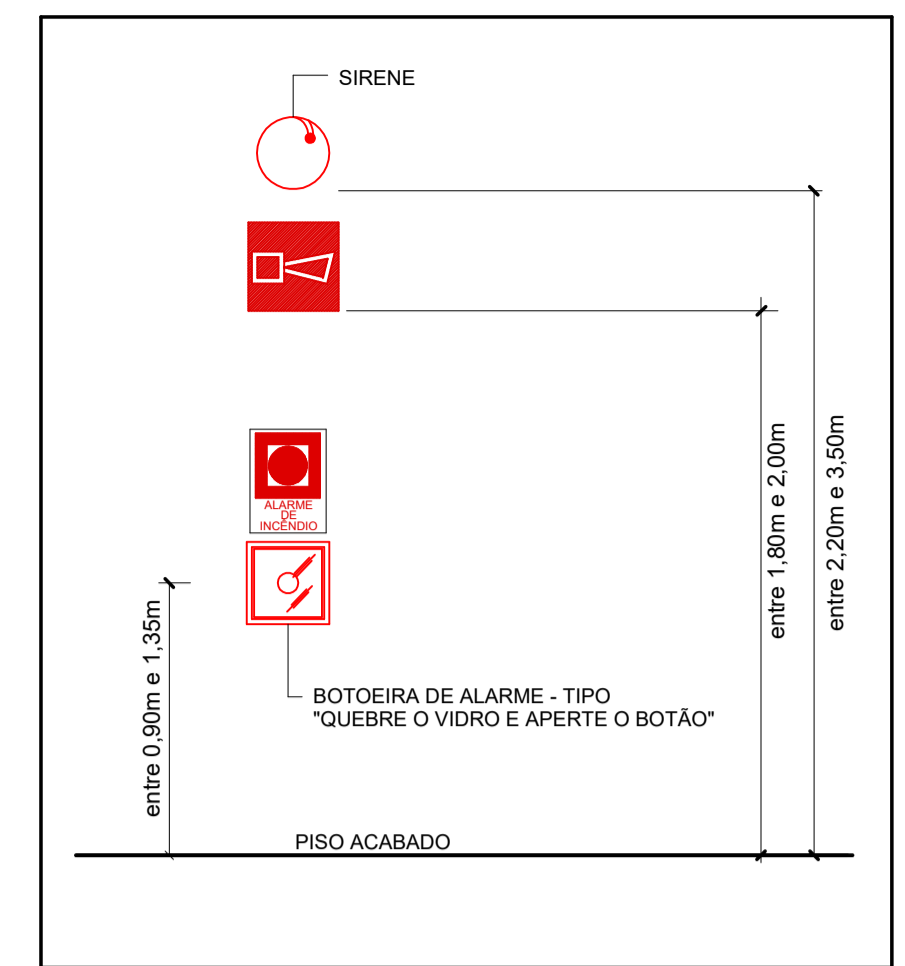 SIRENE
entre 1,80m e 2,00m
entre 2,20m e 3,50m
ALARME
DE
INCÊNDIO
entre 0,90m e 1,35m
BOTOEIRA DE ALARME - TIPO
"QUEBRE O VIDRO E APERTE O BOTÃO"
PISO ACABADO